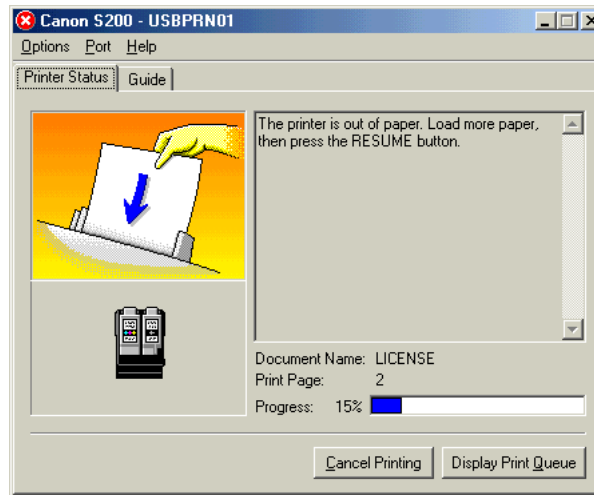 Canon S200 - USBPRN01
Options Port Help
Printer Status Guide
The printer is out of paper. Load more paper,
then press the RESUME button.
Document Name: LICENSE
Print Page: 2
Progress: 15%
Cancel Printing Display Print Queue